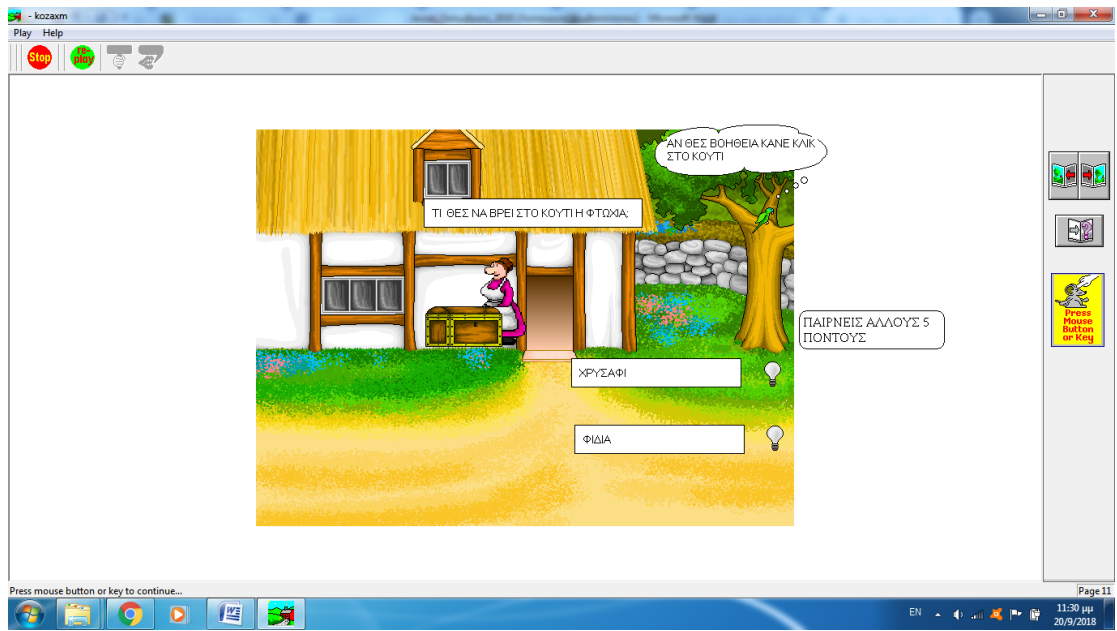 - kozaxm
Play Help
Stop
re-
play
ΑΝ ΘΕΣ ΒΟΗΘΕΙΑ ΚΑΝΕ ΚΛΙΚ
ΣΤΟ ΚΟΥΤΙ
ΤΙ ΘΕΣ ΝΑ ΒΡΕΙ ΣΤΟ ΚΟΥΤΙ Η ΦΤΩΧΙΑ;
ΠΑΙΡΝΕΙΣ ΑΛΛΟΥΣ 5
ΠΟΝΤΟΥΣ
Press
Mouse
Button
or Key
ΧΡΥΣΑΦΙ
ΦΙΔΙΑ
Press mouse button or key to continue...
Page 11
EN
11:30 μμ
20/9/2018